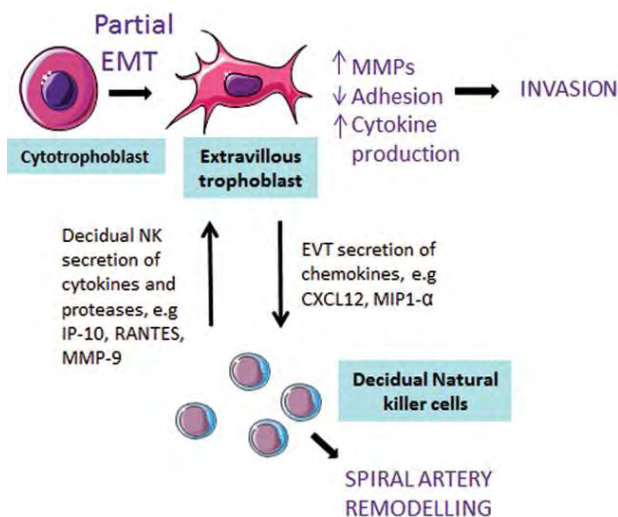 Partial
EMT
Cytotrophoblast
Extravillous
trophoblast
↑ MMPs
↓ Adhesion
↑ Cytokine
production
INVASION
Decidual NK
secretion of
cytokines and
proteases, e.g
IP-10, RANTES,
MMP-9
EVT secretion of
chemokines, e.g
CXCL12, MIP1-α
Decidual Natural
killer cells
SPIRAL ARTERY
REMODELLING